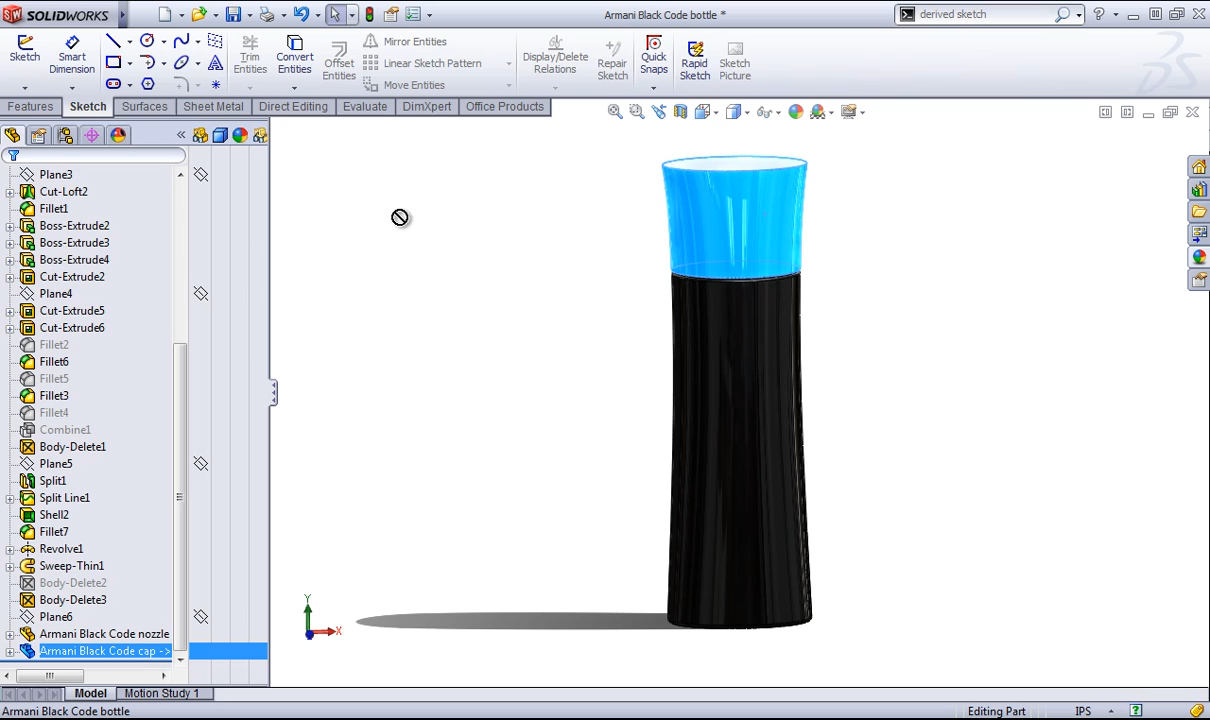 SOLIDWORKS
Armani Black Code bottle *
derived sketch
Sketch
Smart Dimension
Trim Entities
Convert Entities
Offset Entities
Mirror Entities
Linear Sketch Pattern
Move Entities
Display/Delete Relations
Repair Sketch
Quick Snaps
Rapid Sketch
Sketch Picture
Features
Sketch
Surfaces
Sheet Metal
Direct Editing
Evaluate
DimXpert
Office Products
Plane3
Cut-Loft2
Fillet1
Boss-Extrude2
Boss-Extrude3
Boss-Extrude4
Cut-Extrude2
Plane4
Cut-Extrude5
Cut-Extrude6
Fillet2
Fillet6
Fillet5
Fillet3
Fillet4
Combine1
Body-Delete1
Plane5
Split1
Split Line1
Shell2
Fillet7
Revolve1
Sweep-Thin1
Body-Delete2
Body-Delete3
Plane6
Armani Black Code nozzle
Armani Black Code cap ->
Y
X
Model
Motion Study 1
Armani Black Code bottle
Editing Part
IPS